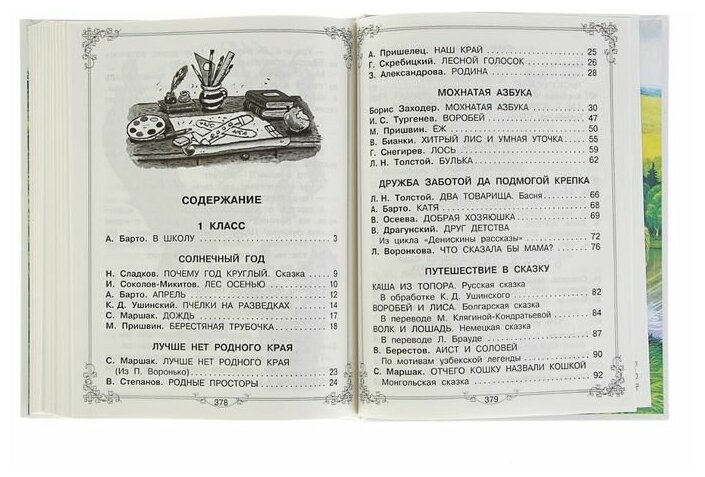 СОДЕРЖАНИЕ
1 КЛАСС
А. Барто. В ШКОЛУ 3
СОЛНЕЧНЫЙ ГОД
Н. Сладков. ПОЧЕМУ ГОД КРУГЛЫЙ. Сказка 9
И. Соколов-Микитов. ЛЕС ОСЕНЬЮ 10
А. Барто. АПРЕЛЬ 12
К. Д. Ушинский. ПЧЁЛКИ НА РАЗВЕДКАХ 14
С. Маршак. ДОЖДЬ 17
М. Пришвин. БЕРЕСТЯНАЯ ТРУБОЧКА 18
ЛУЧШЕ НЕТ РОДНОГО КРАЯ
С. Маршак. ЛУЧШЕ НЕТ РОДНОГО КРАЯ
(Из П. Воронько) 23
В. Степанов. РОДНЫЕ ПРОСТОРЫ 24
378
А. Пришелец. НАШ КРАЙ 25
Г. Скребицкий. ЛЕСНОЙ ГОЛОСОК 26
З. Александрова. РОДИНА 28
МОХНАТАЯ АЗБУКА
Борис Заходер. МОХНАТАЯ АЗБУКА 30
И. С. Тургенев. ВОРОБЕЙ 47
М. Пришвин. ЁЖ 50
В. Бианки. ХИТРЫЙ ЛИС И УМНАЯ УТОЧКА 55
Г. Снегирев. ЛОСЬ 59
Л. Н. Толстой. БУЛЬКА 62
ДРУЖБА ЗАБОТОЙ ДА ПОДМОГОЙ КРЕПКА
Л. Н. Толстой. ДВА ТОВАРИЩА. Басня 66
А. Барто. КАТЯ 68
В. Осеева. ДОБРАЯ ХОЗЯЮШКА 69
В. Драгунский. ДРУГ ДЕТСТВА
Из цикла «Денискины рассказы» 72
Л. Воронкова. ЧТО СКАЗАЛА БЫ МАМА? 76
ПУТЕШЕСТВИЕ В СКАЗКУ
КАША ИЗ ТОПОРА. Русская сказка
В обработке К. Д. Ушинского 82
ВОРОБЕЙ И ЛИСА. Болгарская сказка
В переводе М. Клягиной-Кондратьевой 84
ВОЛК И ЛОШАДЬ. Немецкая сказка
В переводе Л. Брауде 87
В. Берестов. АИСТ И СОЛОВЕЙ
По мотивам узбекской легенды 90
С. Маршак. ОТЧЕГО КОШКУ НАЗВАЛИ КОШКОЙ
Монгольская сказка 92
379